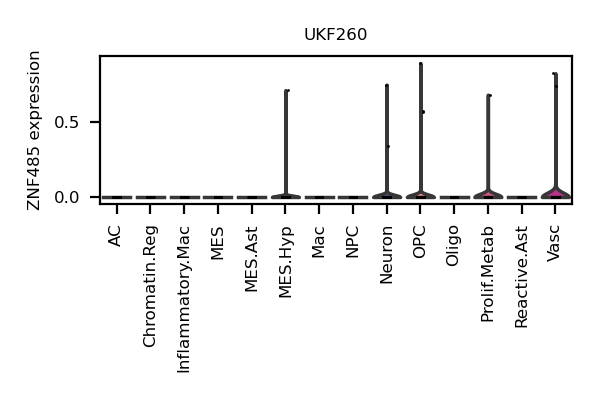 UKF260
ZNF485 expression
0.5
0.0
AC
Chromatin.Reg
Inflammatory.Mac
MES
MES.Ast
MES.Hyp
Mac
NPC
Neuron
OPC
Oligo
Prolif.Metab
Reactive.Ast
Vasc